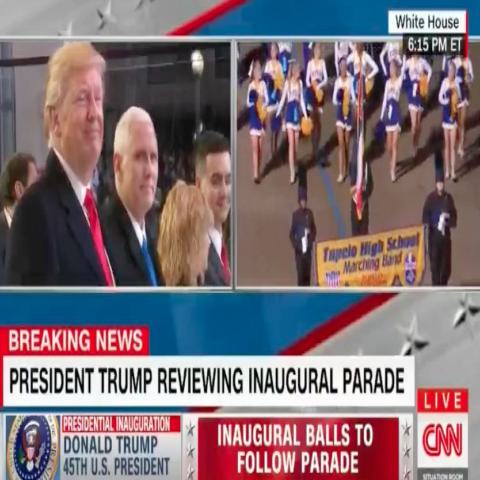 White House
6:15 PM ET
Tupelo High School
Marching Band
BREAKING NEWS
PRESIDENT TRUMP REVIEWING INAUGURAL PARADE
LIVE
PRESIDENTIAL INAUGURATION
DONALD TRUMP
45TH U.S. PRESIDENT
INAUGURAL BALLS TO
FOLLOW PARADE
CNN
SITUATION ROOM